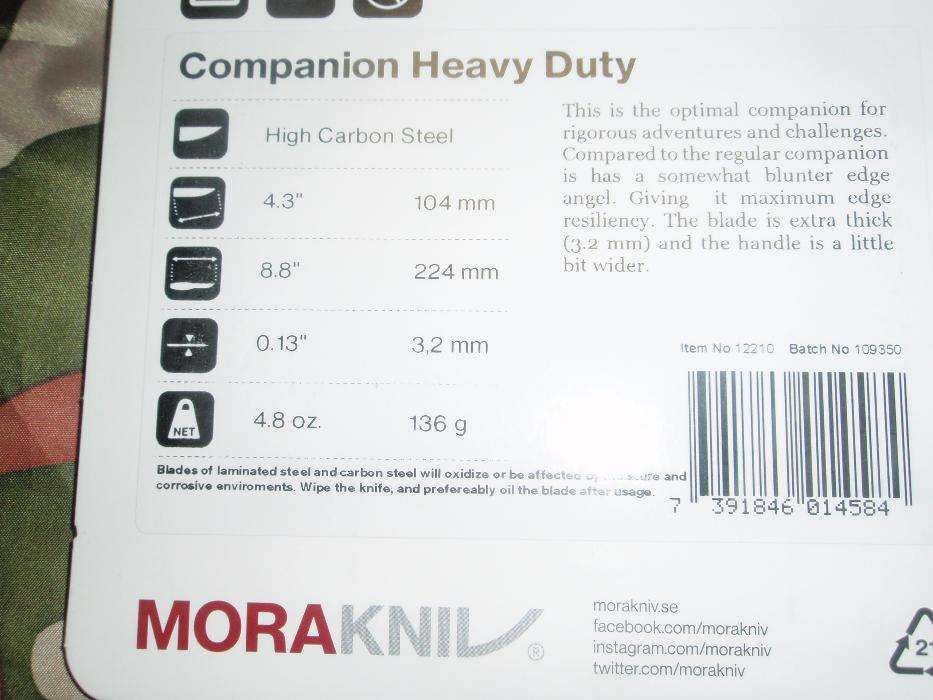 Companion Heavy Duty
High Carbon Steel
4.3" 104 mm
8.8" 224 mm
0.13" 3,2 mm
NET 4.8 oz. 136 g
This is the optimal companion for
rigorous adventures and challenges.
Compared to the regular companion
is has a somewhat blunter edge
angel. Giving it maximum edge
resiliency. The blade is extra thick
(3.2 mm) and the handle is a little
bit wider.
Item No 12210 Batch No 109350
7 391846 014584
Blades of laminated steel and carbon steel will oxidize or be affected and
corrosive enviroments. Wipe the knife, and prefereably oil the blade after usage.
MORAKNIV ®
morakniv.se
facebook.com/morakniv
instagram.com/morakniv
twitter.com/morakniv